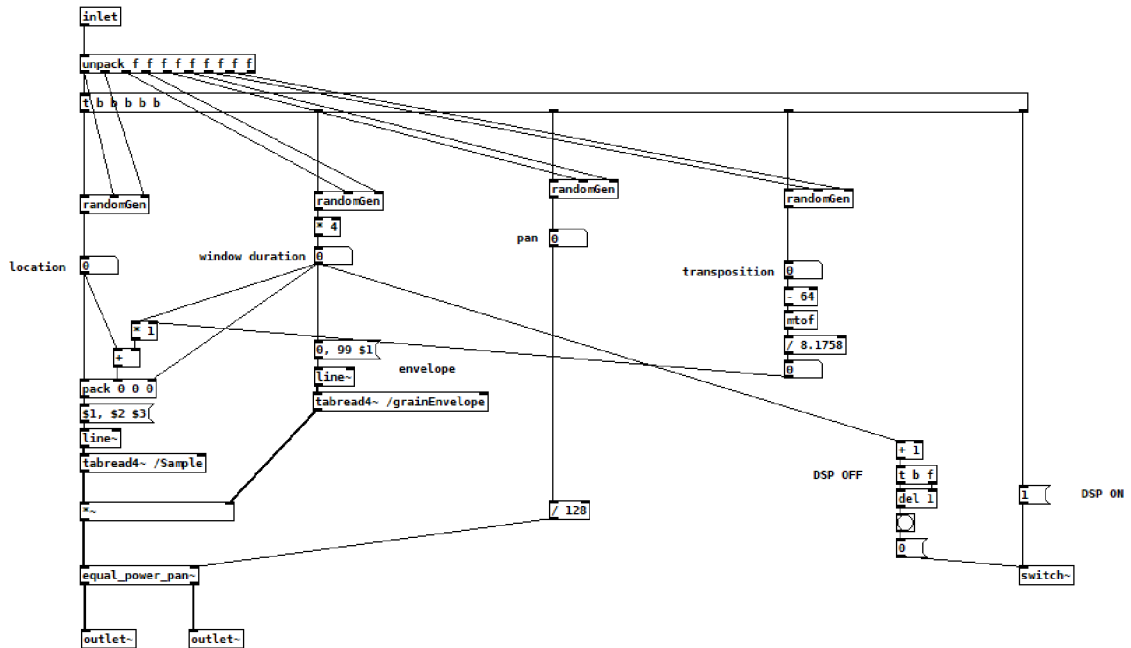 inlet
unpack f f f f f f f f f
t b b b b b
randomGen
randomGen
randomGen
randomGen
* 4
pan
0
location
0
window duration
0
transposition
0
- 64
* 1
mtof
+
0, 99 $1
/ 8.1758
envelope
0
pack 0 0 0
line~
$1, $2 $3
tabread4~ /grainEnvelope
line~
+ 1
tabread4~ /Sample
DSP OFF
t b f
del 1
1
DSP ON
*~
/ 128
0
equal_power_pan~
switch~
outlet~
outlet~